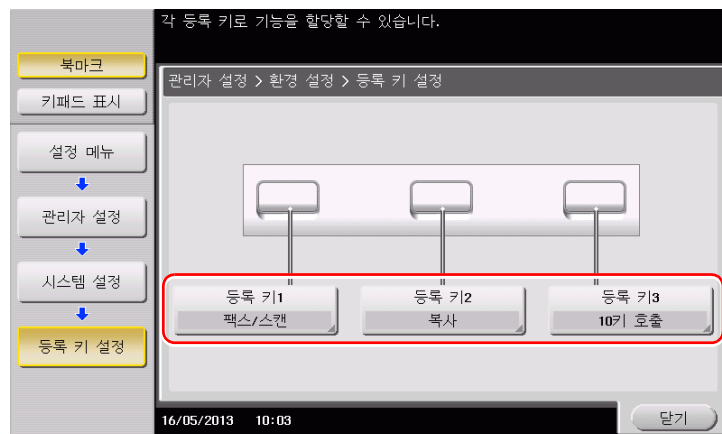 각 등록 키로 기능을 할당할 수 있습니다.
북마크
키패드 표시
설정 메뉴
관리자 설정
시스템 설정
등록 키 설정
관리자 설정 > 환경 설정 > 등록 키 설정
등록 키1
팩스/스캔
등록 키2
복사
등록 키3
10키 호출
16/05/2013 10:03
닫기